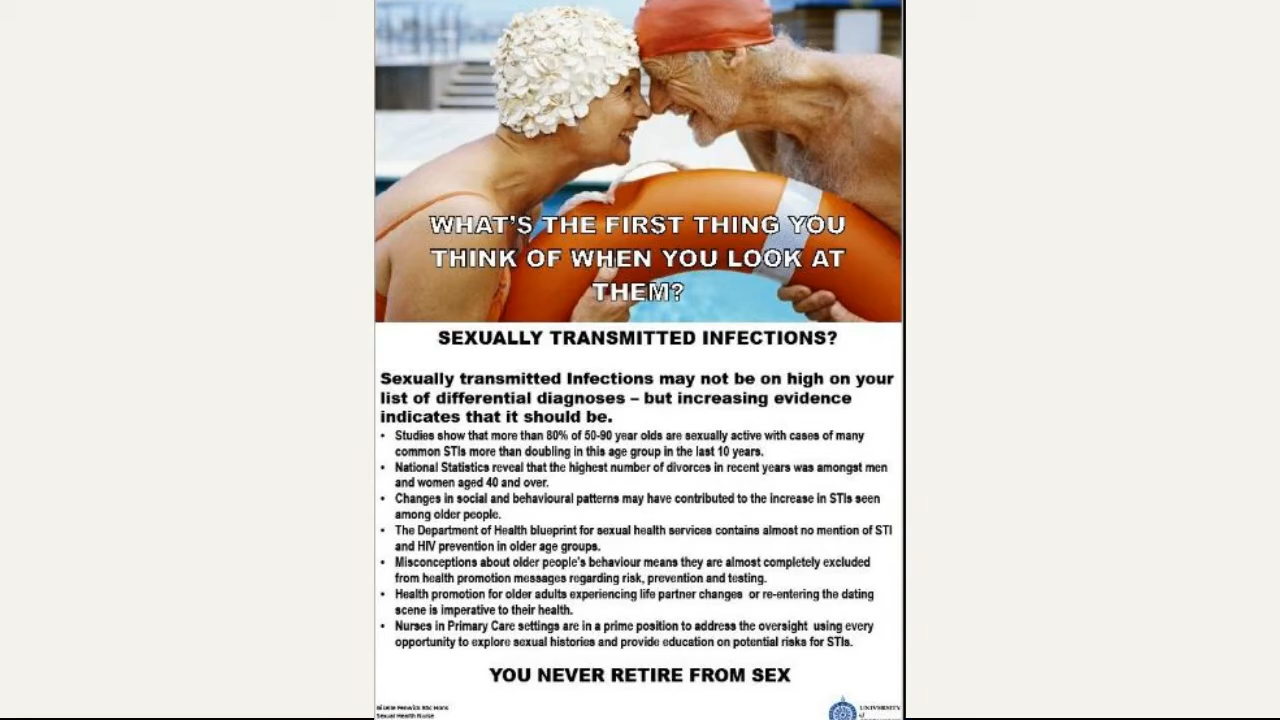 WHAT'S THE FIRST THING YOU
THINK OF WHEN YOU LOOK AT
THEM?
SEXUALLY TRANSMITTED INFECTIONS?
Sexually transmitted Infections may not be on high on your
list of differential diagnoses – but increasing evidence
indicates that it should be.
• Studies show that more than 80% of 50-90 year olds are sexually active with cases of many
common STIs more than doubling in this age group in the last 10 years.
• National Statistics reveal that the highest number of divorces in recent years was amongst men
and women aged 40 and over.
• Changes in social and behavioural patterns may have contributed to the increase in STIs seen
among older people.
• The Department of Health blueprint for sexual health services contains almost no mention of STI
and HIV prevention in older age groups.
• Misconceptions about older people's behaviour means they are almost completely excluded
from health promotion messages regarding risk, prevention and testing.
• Health promotion for older adults experiencing life partner changes or re-entering the dating
scene is imperative to their health.
• Nurses in Primary Care settings are in a prime position to address the oversight using every
opportunity to explore sexual histories and provide education on potential risks for STIs.
YOU NEVER RETIRE FROM SEX
Fenwick BSc Hons
Sexual Health Nurse
UNIVERSITY
of